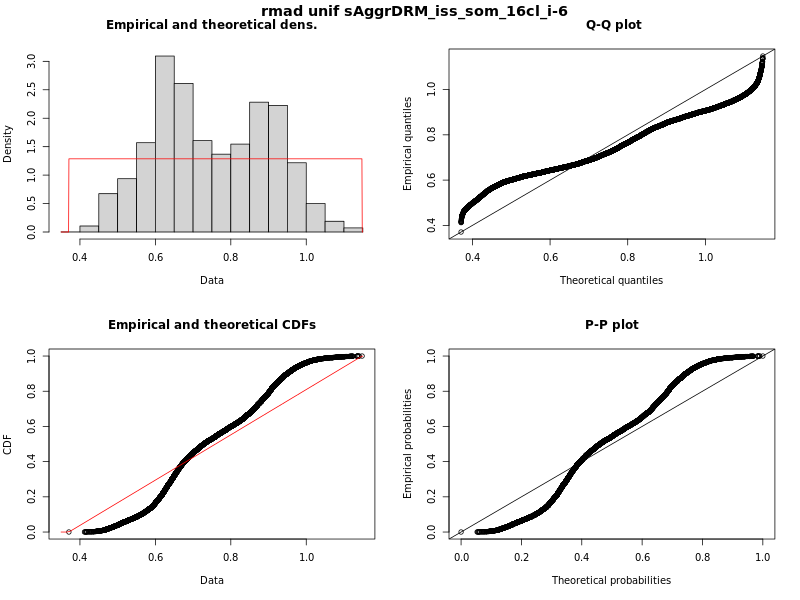 rmad unif sAggrDRM_iss_som_16cl_i-6
Empirical and theoretical dens.
Density
0.0 0.5 1.0 1.5 2.0 2.5 3.0
0.4 0.6 0.8 1.0
Data
Q-Q plot
Empirical quantiles
0.4 0.6 0.8 1.0
0.4 0.6 0.8 1.0
Theoretical quantiles
Empirical and theoretical CDFs
CDF
0.0 0.2 0.4 0.6 0.8 1.0
0.4 0.6 0.8 1.0
Data
P-P plot
Empirical probabilities
0.0 0.2 0.4 0.6 0.8 1.0
0.0 0.2 0.4 0.6 0.8 1.0
Theoretical probabilities